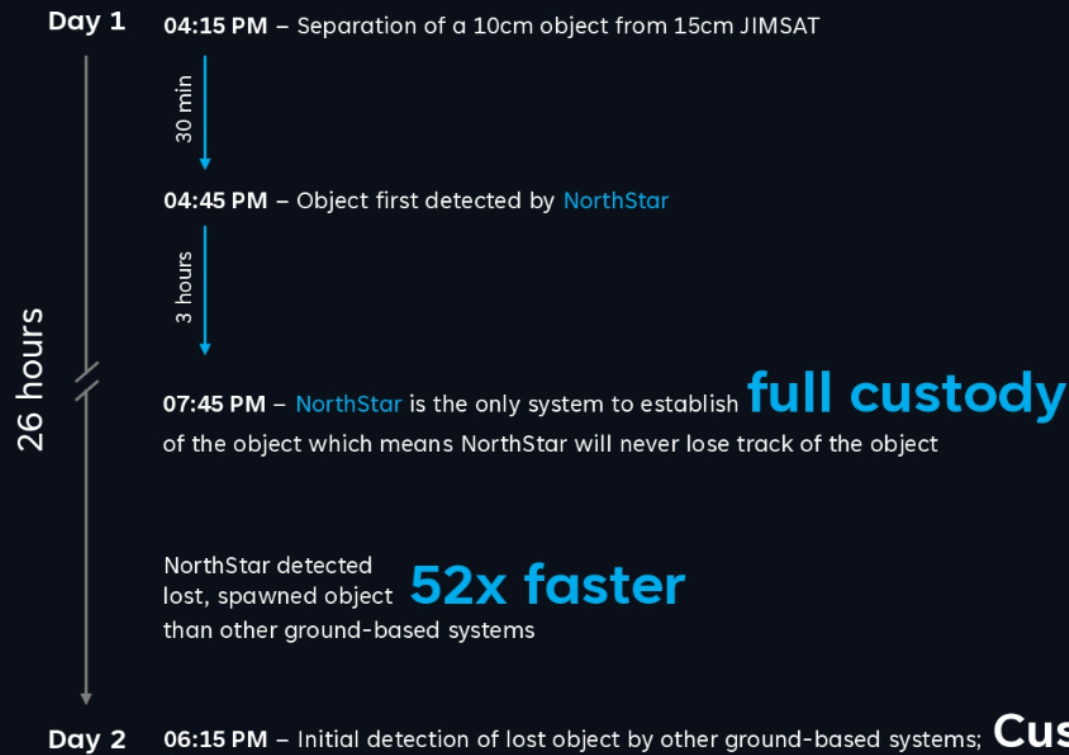 Day 1 04:15 PM – Separation of a 10cm object from 15cm JIMSAT
30 min
04:45 PM – Object first detected by NorthStar
3 hours
26 hours
07:45 PM – NorthStar is the only system to establish full custody
of the object which means NorthStar will never lose track of the object
NorthStar detected
lost, spawned object 52x faster
than other ground-based systems
Day 2 06:15 PM – Initial detection of lost object by other ground-based systems;